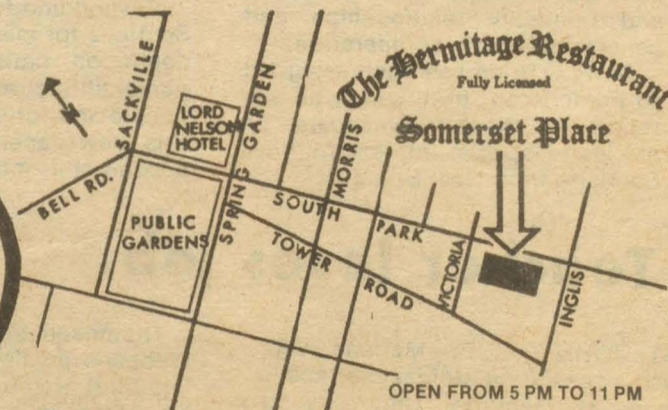 The Hermitage Restaurant
Fully Licensed
Somerset Place
SACKVILLE
LORD
NELSON
HOTEL
SPRING GARDEN
MORRIS
BELL RD.
PUBLIC
GARDENS
SOUTH PARK
TOWER ROAD
VICTORIA
INGLIS
OPEN FROM 5 PM TO 11 PM